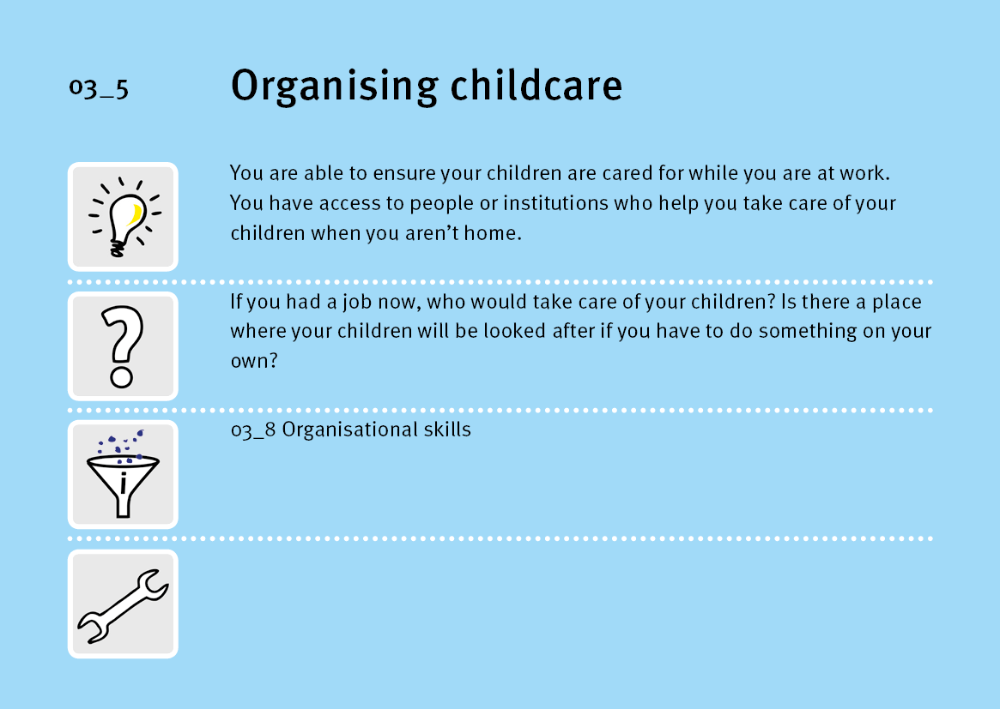 03_5
Organising childcare
You are able to ensure your children are cared for while you are at work.
You have access to people or institutions who help you take care of your
children when you aren’t home.
If you had a job now, who would take care of your children? Is there a place
where your children will be looked after if you have to do something on your
own?
03_8 Organisational skills
i